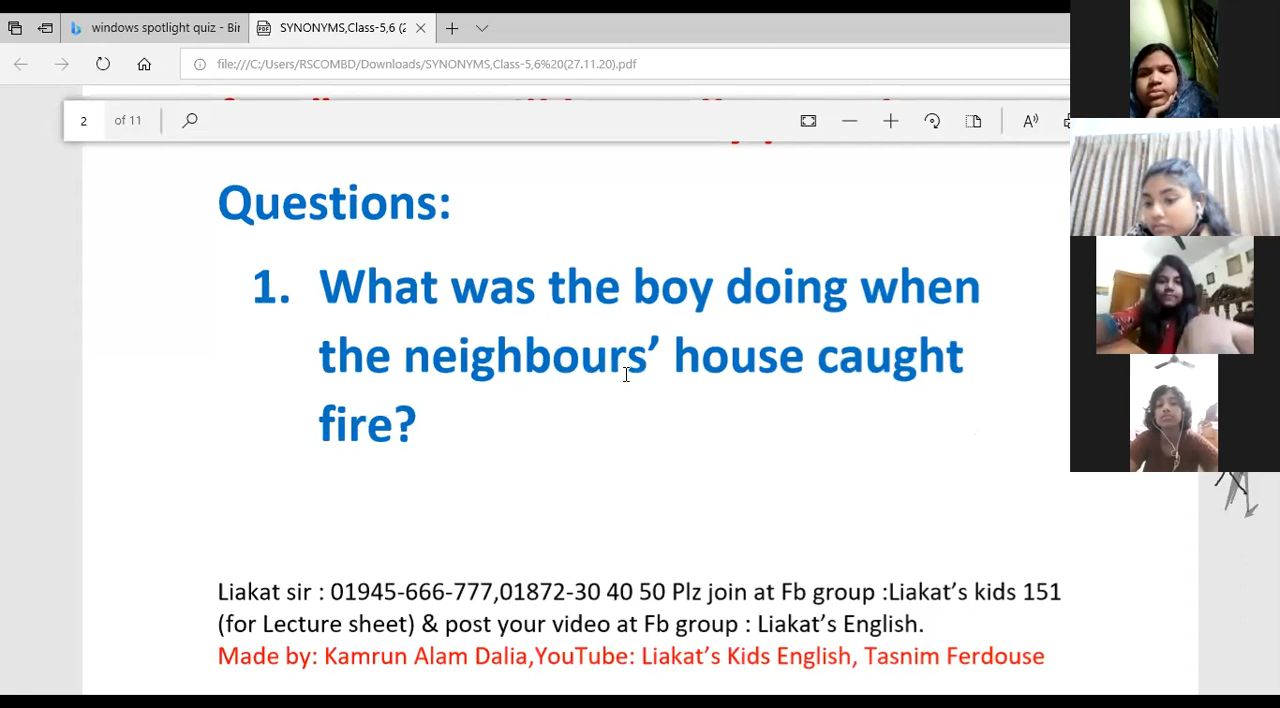 windows spotlight quiz - Bir
SYNONYMS,Class-5,6 (2
file:///C:/Users/RSCOMBD/Downloads/SYNONYMS,Class-5,6%20(27.11.20).pdf
2 of 11
Questions:
1. What was the boy doing when
the neighbours’ house caught
fire?
Liakat sir : 01945-666-777,01872-30 40 50 Plz join at Fb group :Liakat’s kids 151
(for Lecture sheet) & post your video at Fb group : Liakat’s English.
Made by: Kamrun Alam Dalia,YouTube: Liakat’s Kids English, Tasnim Ferdouse